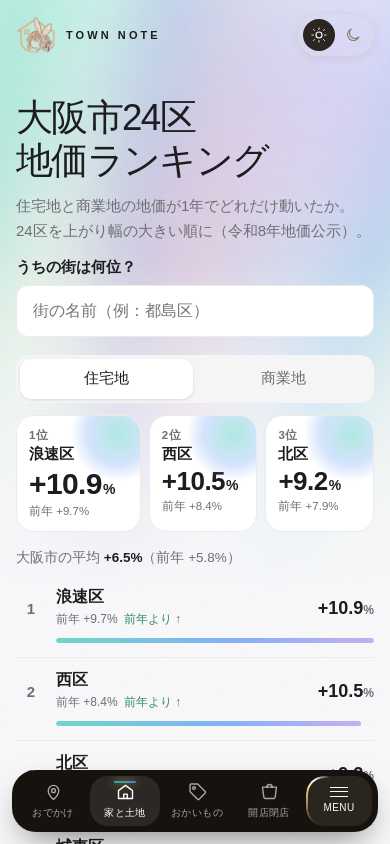 TOWN NOTE
大阪市24区
地価ランキング
住宅地と商業地の地価が1年でどれだけ動いたか。
24区を上がり幅の大きい順に（令和8年地価公示）。
うちの街は何位？
街の名前（例：都島区）
住宅地 商業地
1位 2位 3位
浪速区 西区 北区
+10.9% +10.5% +9.2%
前年 +9.7% 前年 +8.4% 前年 +7.9%
大阪市の平均 +6.5%（前年 +5.8%）
浪速区
1 +10.9%
前年 +9.7% 前年より ↑
西区
2 +10.5%
前年 +8.4% 前年より ↑
北区
おでかけ 家と土地 おかいもの 開店閉店 MENU